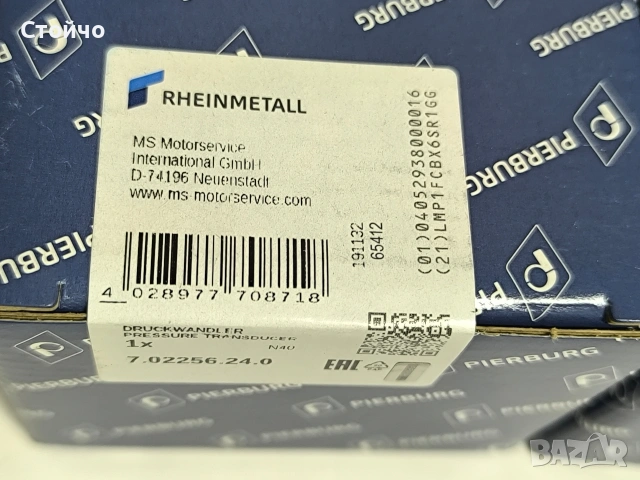 Стойчо
PIERBURG
PIERBURG
RHEINMETALL
MS Motorservice
International GmbH
D-74196 Neuenstadt
www.ms-motorservice.com
191132
65412
(01)04052938000016
(21)LMP1FCBX6SR1GG
4 028977 708718
DRUCKWANDLER
PRESSURE TRANSDUCER
1x
N40
7.02256.24.0
EAC
PIERBURG
PIERBURG
PIERBURG
PIERBURG
BAZAR